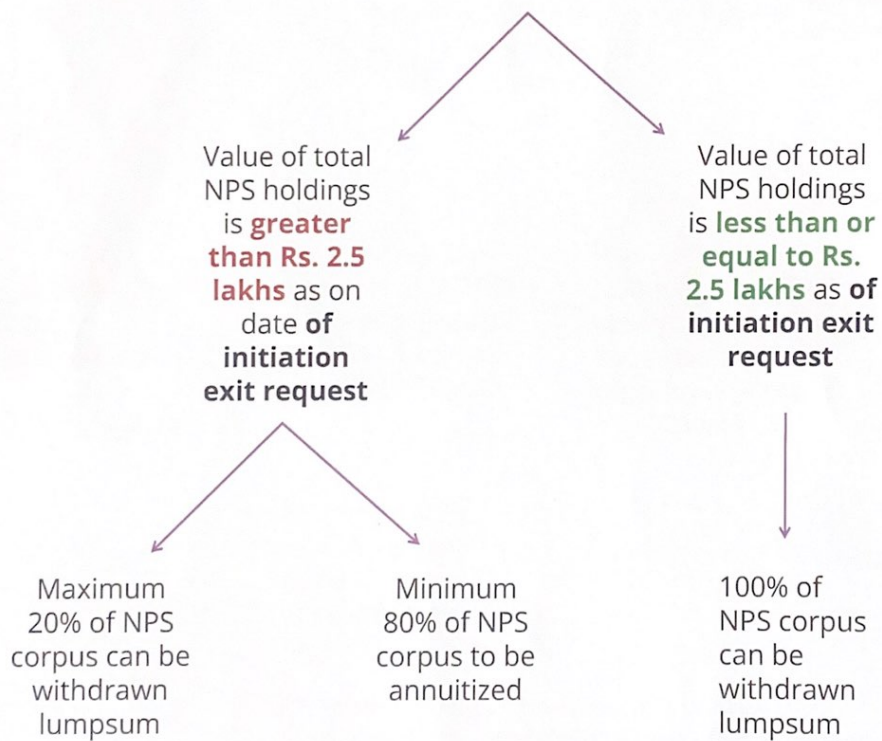 Value of total
NPS holdings
is greater
than Rs. 2.5
lakhs as on
date of
initiation
exit request
Value of total
NPS holdings
is less than or
equal to Rs.
2.5 lakhs as of
initiation exit
request
Maximum
20% of NPS
corpus can be
withdrawn
lumpsum
Minimum
80% of NPS
corpus to be
annuitized
100% of
NPS corpus
can be
withdrawn
lumpsum